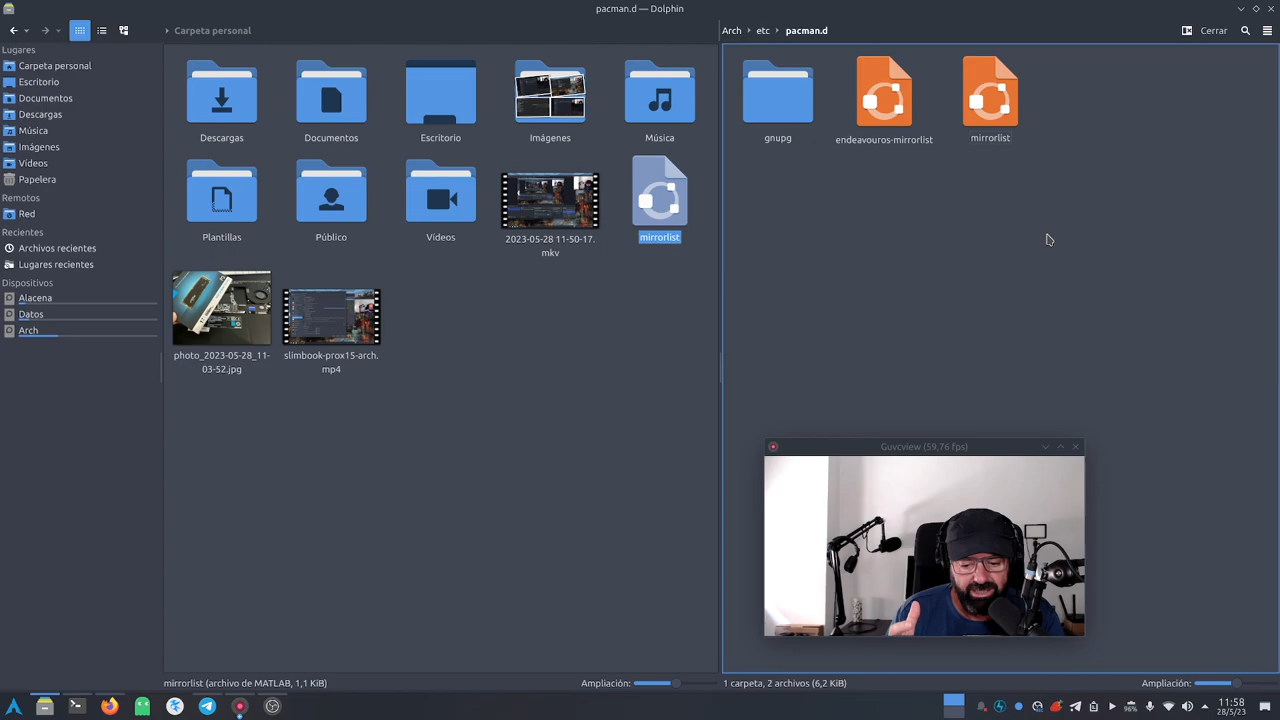 pacman.d — Dolphin
Carpeta personal
Arch
etc
pacman.d
Cerrar
Lugares
Carpeta personal
Escritorio
Documentos
Descargas
Música
Imágenes
Vídeos
Papelera
Remotos
Red
Recientes
Archivos recientes
Lugares recientes
Dispositivos
Alacena
Datos
Arch
Descargas
Documentos
Escritorio
Imágenes
Música
Plantillas
Público
Vídeos
2023-05-28 11-50-17.
mkv
mirrorlist
photo_2023-05-28_11-
03-52.jpg
slimbook-prox15-arch.
mp4
gnupg
endeavouros-mirrorlist
mirrorlist
Guvcview (59,76 fps)
mirrorlist (archivo de MATLAB, 1,1 KiB)
Ampliación:
1 carpeta, 2 archivos (6,2 KiB)
Ampliación:
96%
11:58
28/5/23